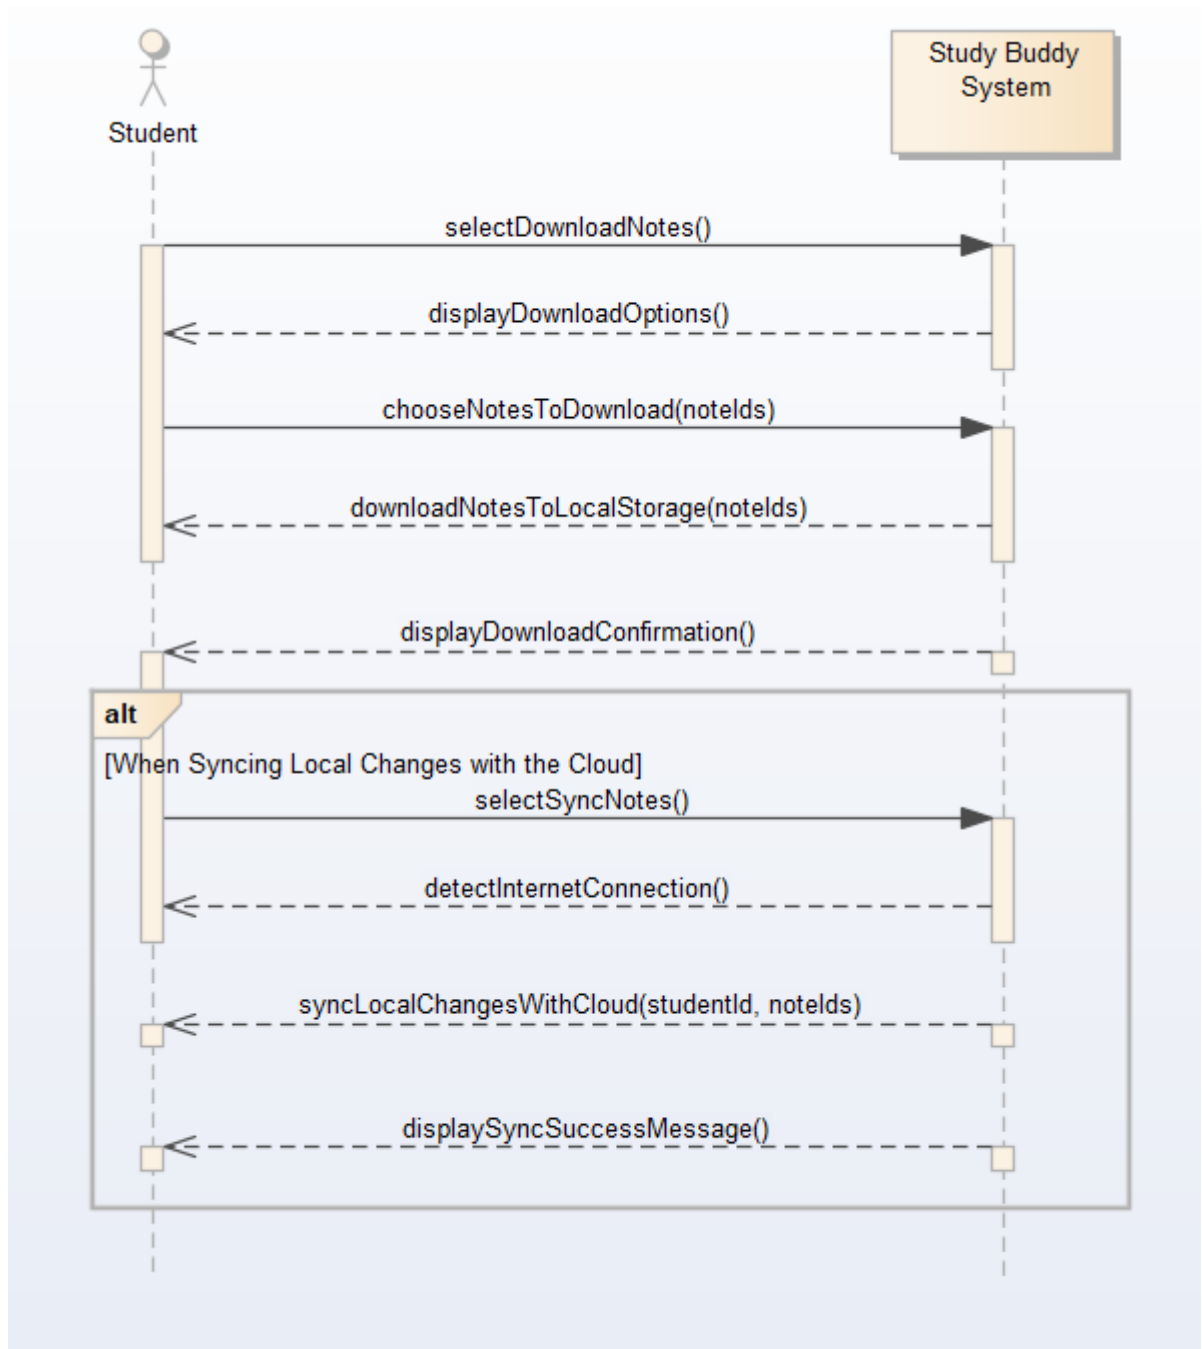 Study Buddy
System
Student
selectDownloadNotes()
displayDownloadOptions()
chooseNotesToDownload(noteIds)
downloadNotesToLocalStorage(noteIds)
displayDownloadConfirmation()
alt
[When Syncing Local Changes with the Cloud]
selectSyncNotes()
detectInternetConnection()
syncLocalChangesWithCloud(studentId, noteIds)
displaySyncSuccessMessage()